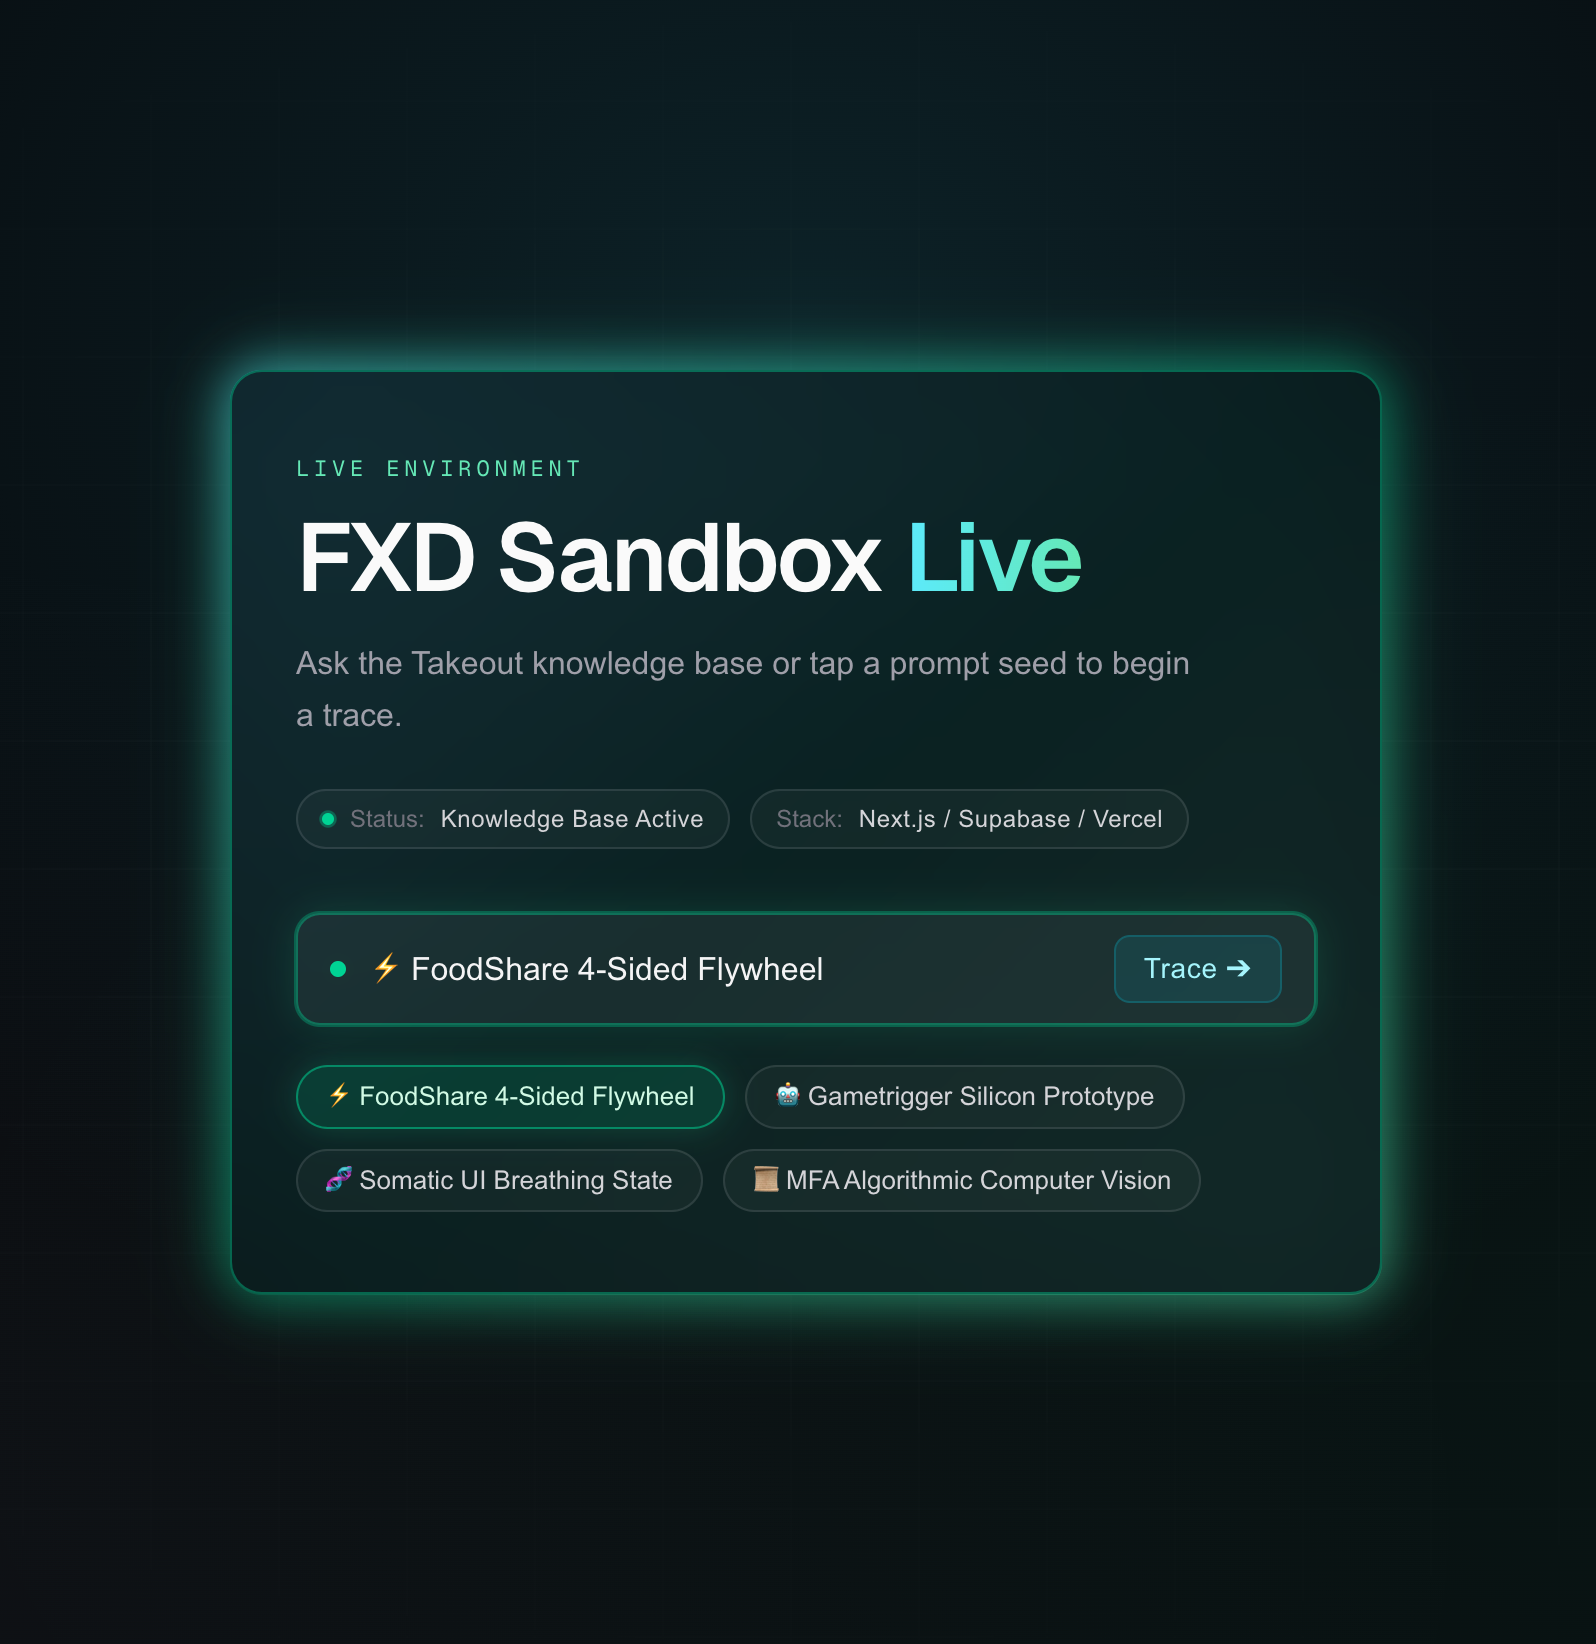 LIVE ENVIRONMENT
FXD Sandbox Live
Ask the Takeout knowledge base or tap a prompt seed to begin
a trace.
Status: Knowledge Base Active
Stack: Next.js / Supabase / Vercel
⚡ FoodShare 4-Sided Flywheel
Trace ➔
⚡ FoodShare 4-Sided Flywheel
🤖 Gametrigger Silicon Prototype
🧬 Somatic UI Breathing State
📜 MFA Algorithmic Computer Vision